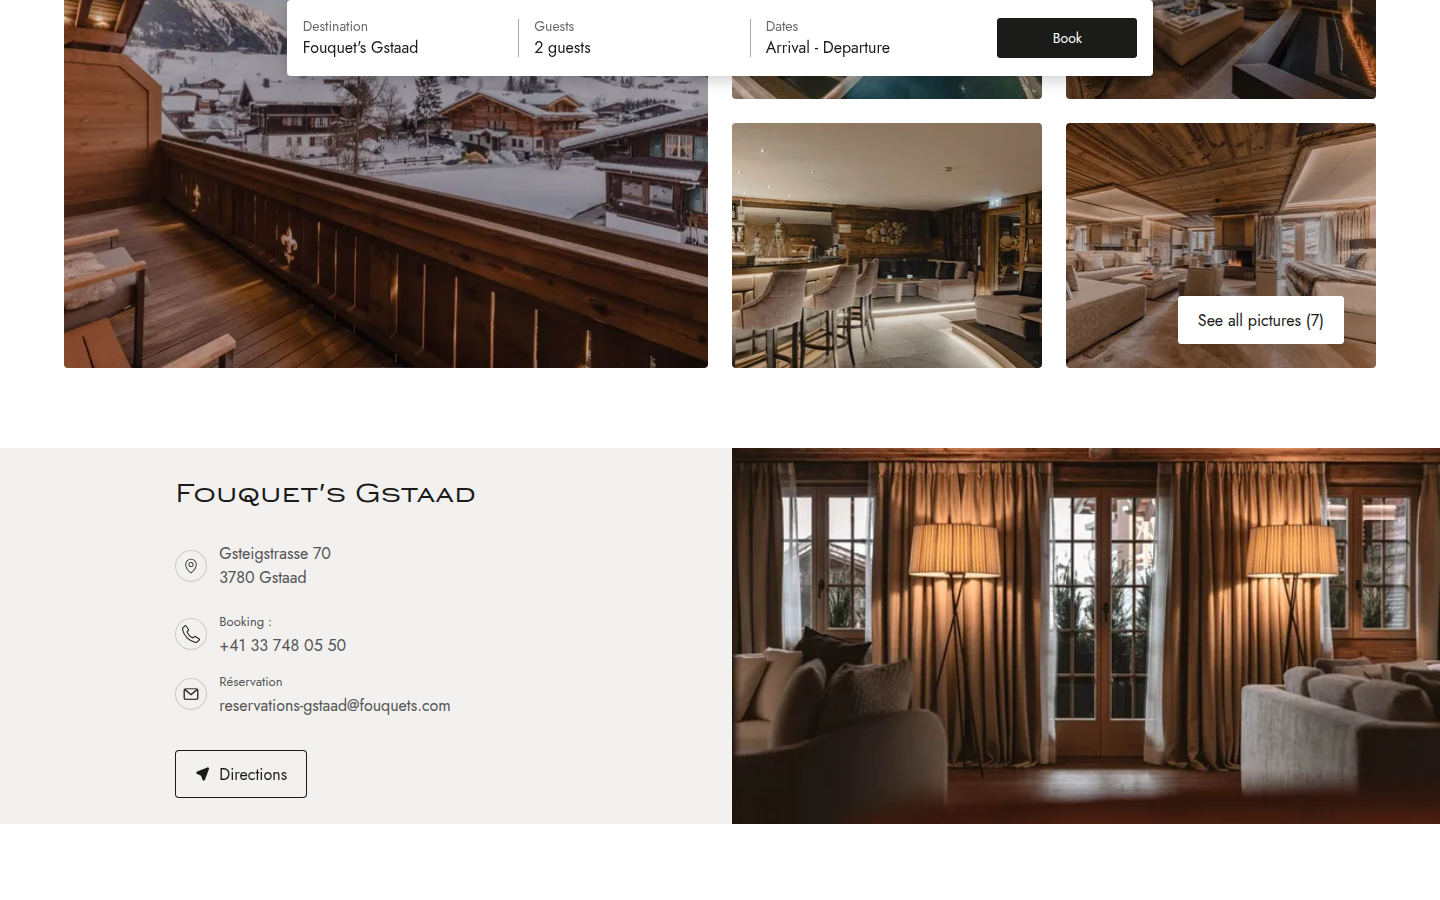 Destination
Fouquet's Gstaad
Guests
2 guests
Dates
Arrival - Departure
Book
See all pictures (7)
Fouquet's Gstaad
Gsteigstrasse 70
3780 Gstaad
Booking :
+41 33 748 05 50
Réservation
reservations-gstaad@fouquets.com
Directions